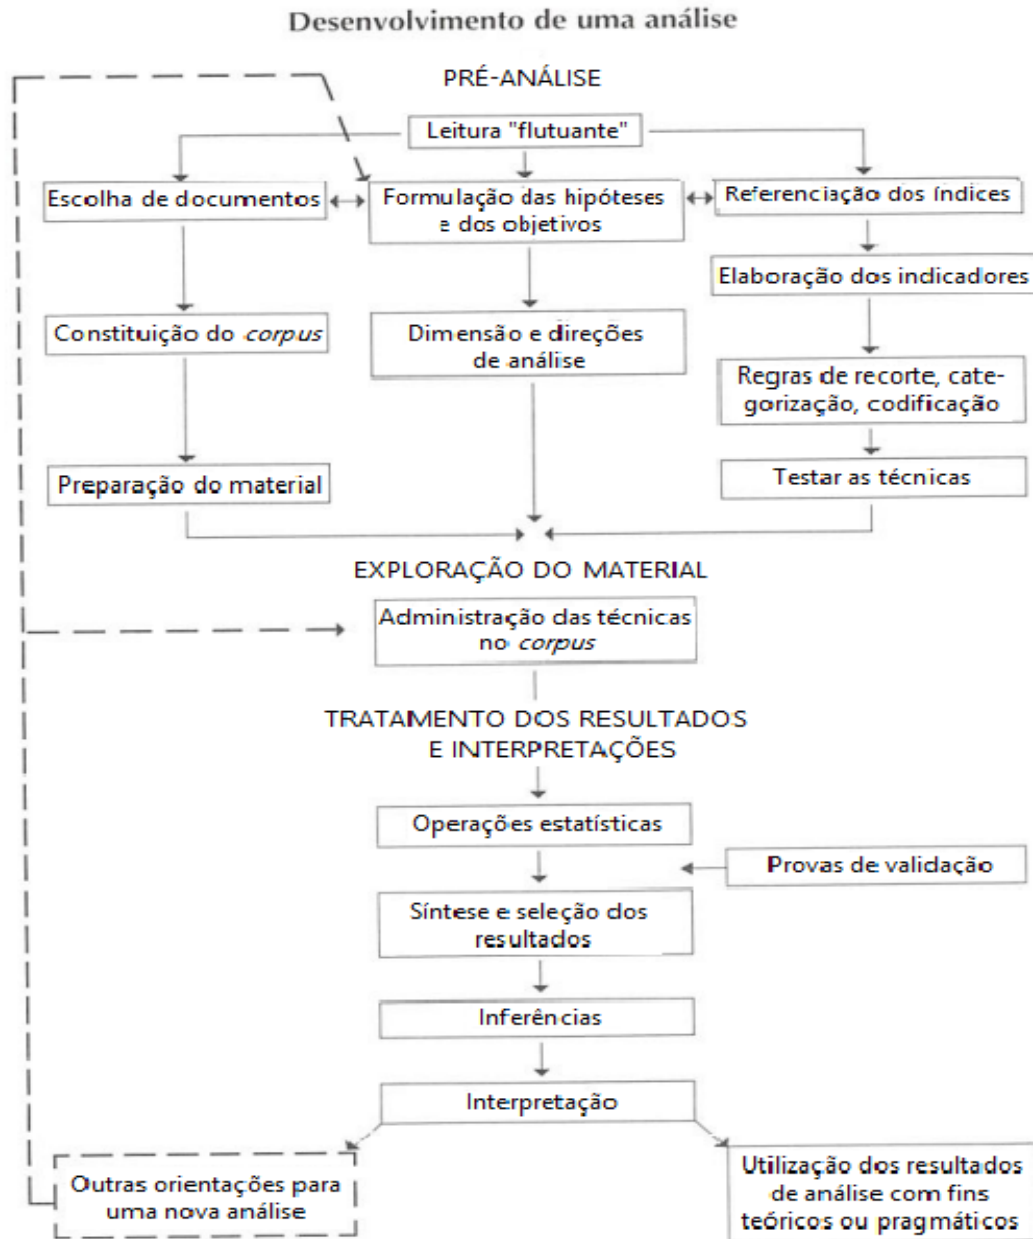 Desenvolvimento de uma análise
PRÉ-ANÁLISE
Leitura "flutuante"
Escolha de documentos
Formulação das hipóteses
e dos objetivos
Referenciação dos índices
Elaboração dos indicadores
Constituição do corpus
Dimensão e direções
de análise
Regras de recorte, cate-
gorização, codificação
Preparação do material
Testar as técnicas
EXPLORAÇÃO DO MATERIAL
Administração das técnicas
no corpus
TRATAMENTO DOS RESULTADOS
E INTERPRETAÇÕES
Operações estatísticas
Provas de validação
Síntese e seleção dos
resultados
Inferências
Interpretação
Outras orientações para
uma nova análise
Utilização dos resultados
de análise com fins
teóricos ou pragmáticos